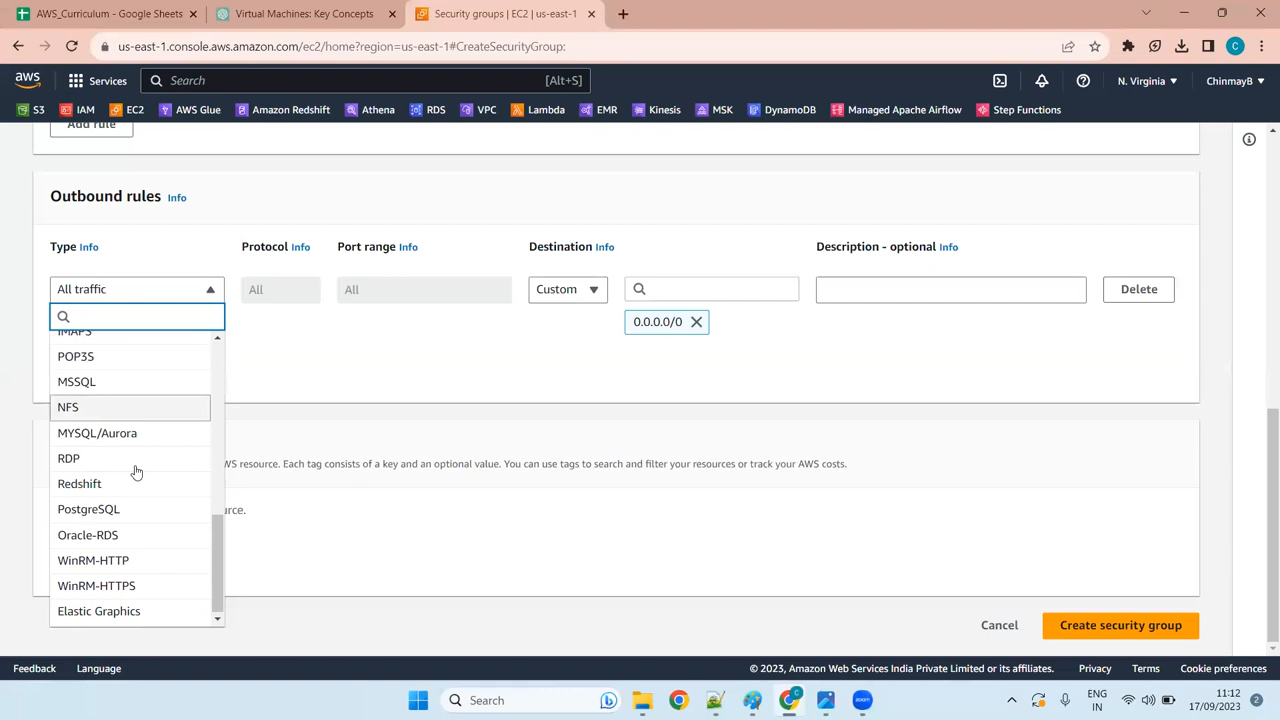 AWS_Curriculum - Google Sheets
Virtual Machines: Key Concepts
Security groups | EC2 | us-east-1
us-east-1.console.aws.amazon.com/ec2/home?region=us-east-1#CreateSecurityGroup:
aws Services Search [Alt+S] N. Virginia ChinmayB
S3 IAM EC2 AWS Glue Amazon Redshift Athena RDS VPC Lambda EMR Kinesis MSK DynamoDB Managed Apache Airflow Step Functions
Add rule
Outbound rules Info
Type Info Protocol Info Port range Info Destination Info Description - optional Info
All traffic All All Custom Delete
0.0.0.0/0
IMAPS
POP3S
MSSQL
NFS
MYSQL/Aurora
RDP
WS resource. Each tag consists of a key and an optional value. You can use tags to search and filter your resources or track your AWS costs.
Redshift
PostgreSQL
urce.
Oracle-RDS
WinRM-HTTP
WinRM-HTTPS
Elastic Graphics
Cancel Create security group
Feedback Language © 2023, Amazon Web Services India Private Limited or its affiliates. Privacy Terms Cookie preferences
Search
ENG
IN
11:12
17/09/2023
2